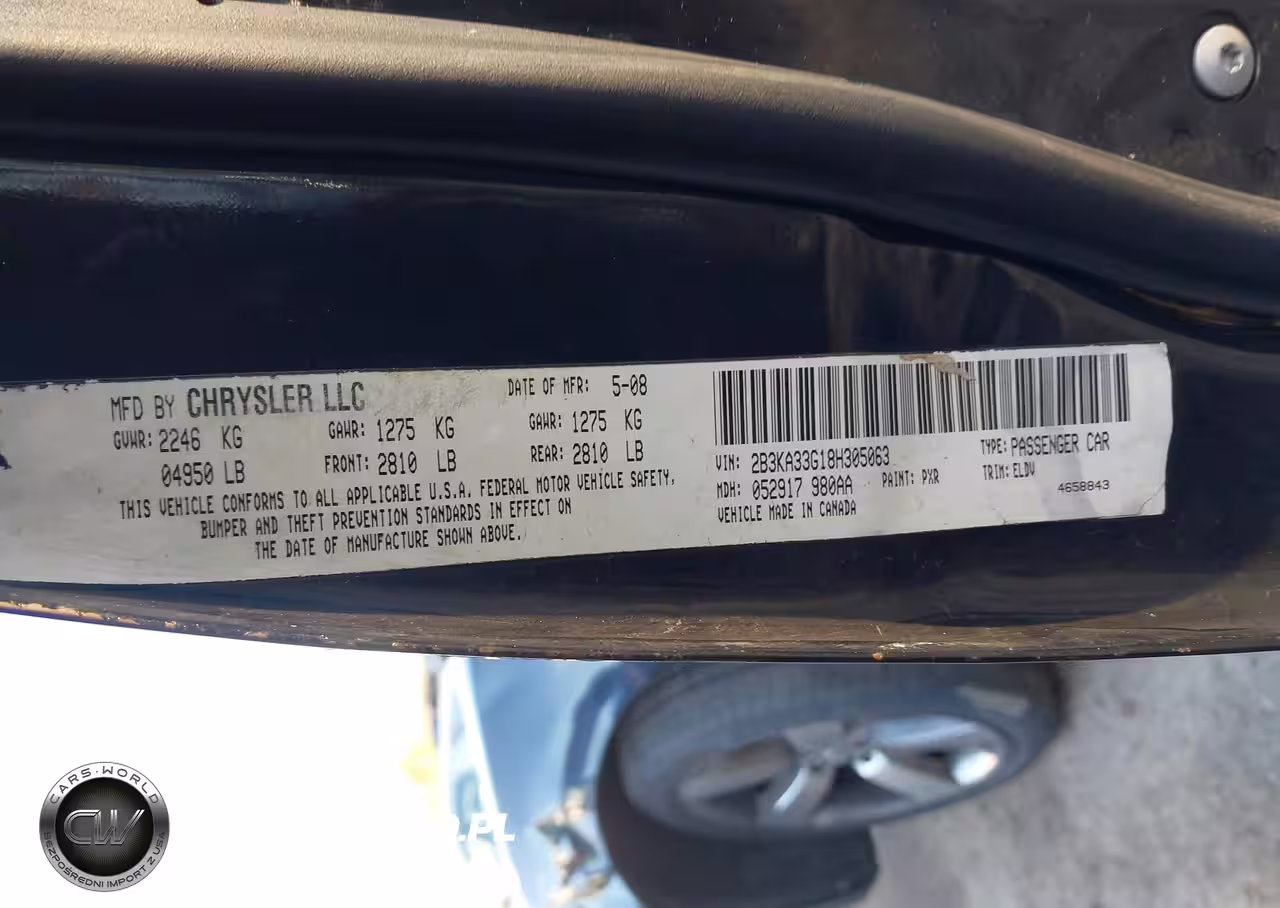 MFD BY CHRYSLER LLC
DATE OF MFR: 5-08
GVWR: 2246 KG
04950 LB
GAWR: 1275 KG
FRONT: 2810 LB
GAWR: 1275 KG
REAR: 2810 LB
THIS VEHICLE CONFORMS TO ALL APPLICABLE U.S.A. FEDERAL MOTOR VEHICLE SAFETY,
BUMPER AND THEFT PREVENTION STANDARDS IN EFFECT ON
THE DATE OF MANUFACTURE SHOWN ABOVE.
VIN: 2B3KA33G18H305063
TYPE: PASSENGER CAR
MDH: 052917 980AA
PAINT: PXR
TRIM: ELDV
VEHICLE MADE IN CANADA
4658843
CARS-WORLD
CW
BEZPOŚREDNI IMPORT Z USA
.PL